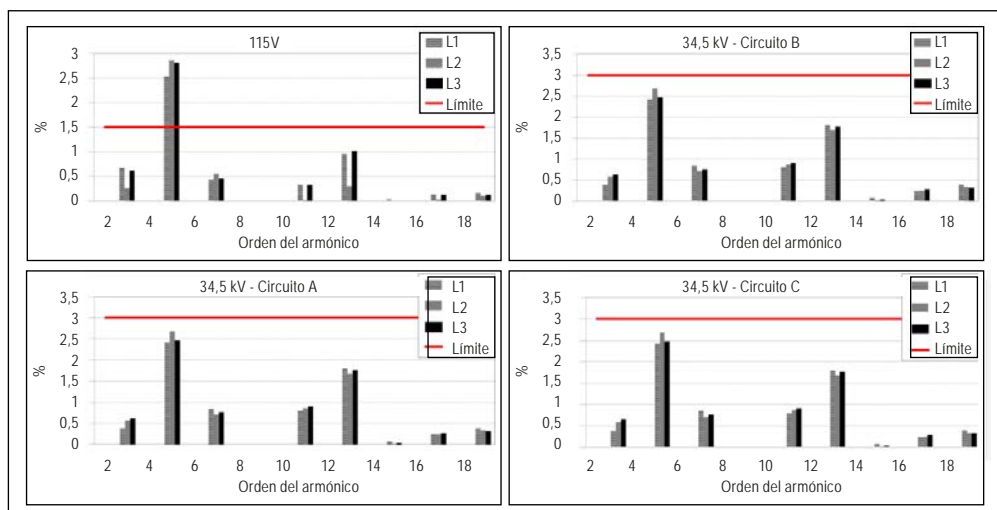 115V
3
2,5
2
1,5
1
0,5
0
%
2 4 6 8 10 12 14 16 18
Orden del armónico
L1
L2
L3
Límite
34,5 kV - Circuito B
3,5
3
2,5
2
1,5
1
0,5
0
%
2 4 6 8 10 12 14 16 18
Orden del armónico
L1
L2
L3
Límite
34,5 kV - Circuito A
3,5
3
2,5
2
1,5
1
0,5
0
%
2 4 6 8 10 12 14 16 18
Orden del armónico
L1
L2
L3
Límite
34,5 kV - Circuito C
3,5
3
2,5
2
1,5
1
0,5
0
%
2 4 6 8 10 12 14 16 18
Orden del armónico
L1
L2
L3
Límite